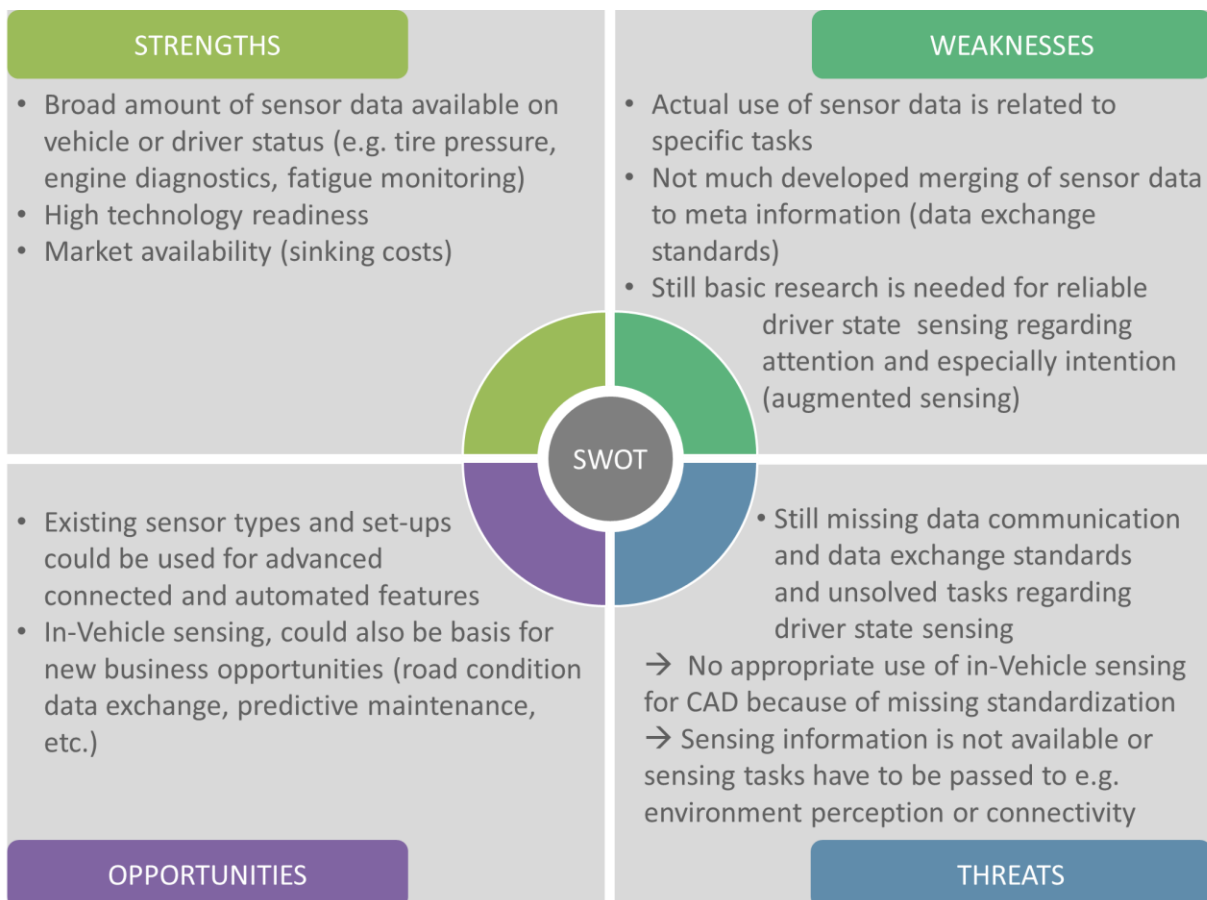 STRENGTHS
• Broad amount of sensor data available on
vehicle or driver status (e.g. tire pressure,
engine diagnostics, fatigue monitoring)
• High technology readiness
• Market availability (sinking costs)
WEAKNESSES
• Actual use of sensor data is related to
specific tasks
• Not much developed merging of sensor data
to meta information (data exchange
standards)
• Still basic research is needed for reliable
driver state sensing regarding
attention and especially intention
(augmented sensing)
SWOT
• Existing sensor types and set-ups
could be used for advanced
connected and automated features
• In-Vehicle sensing, could also be basis for
new business opportunities (road condition
data exchange, predictive maintenance,
etc.)
OPPORTUNITIES
• Still missing data communication
and data exchange standards
and unsolved tasks regarding
driver state sensing
→ No appropriate use of in-Vehicle sensing
for CAD because of missing standardization
→ Sensing information is not available or
sensing tasks have to be passed to e.g.
environment perception or connectivity
THREATS